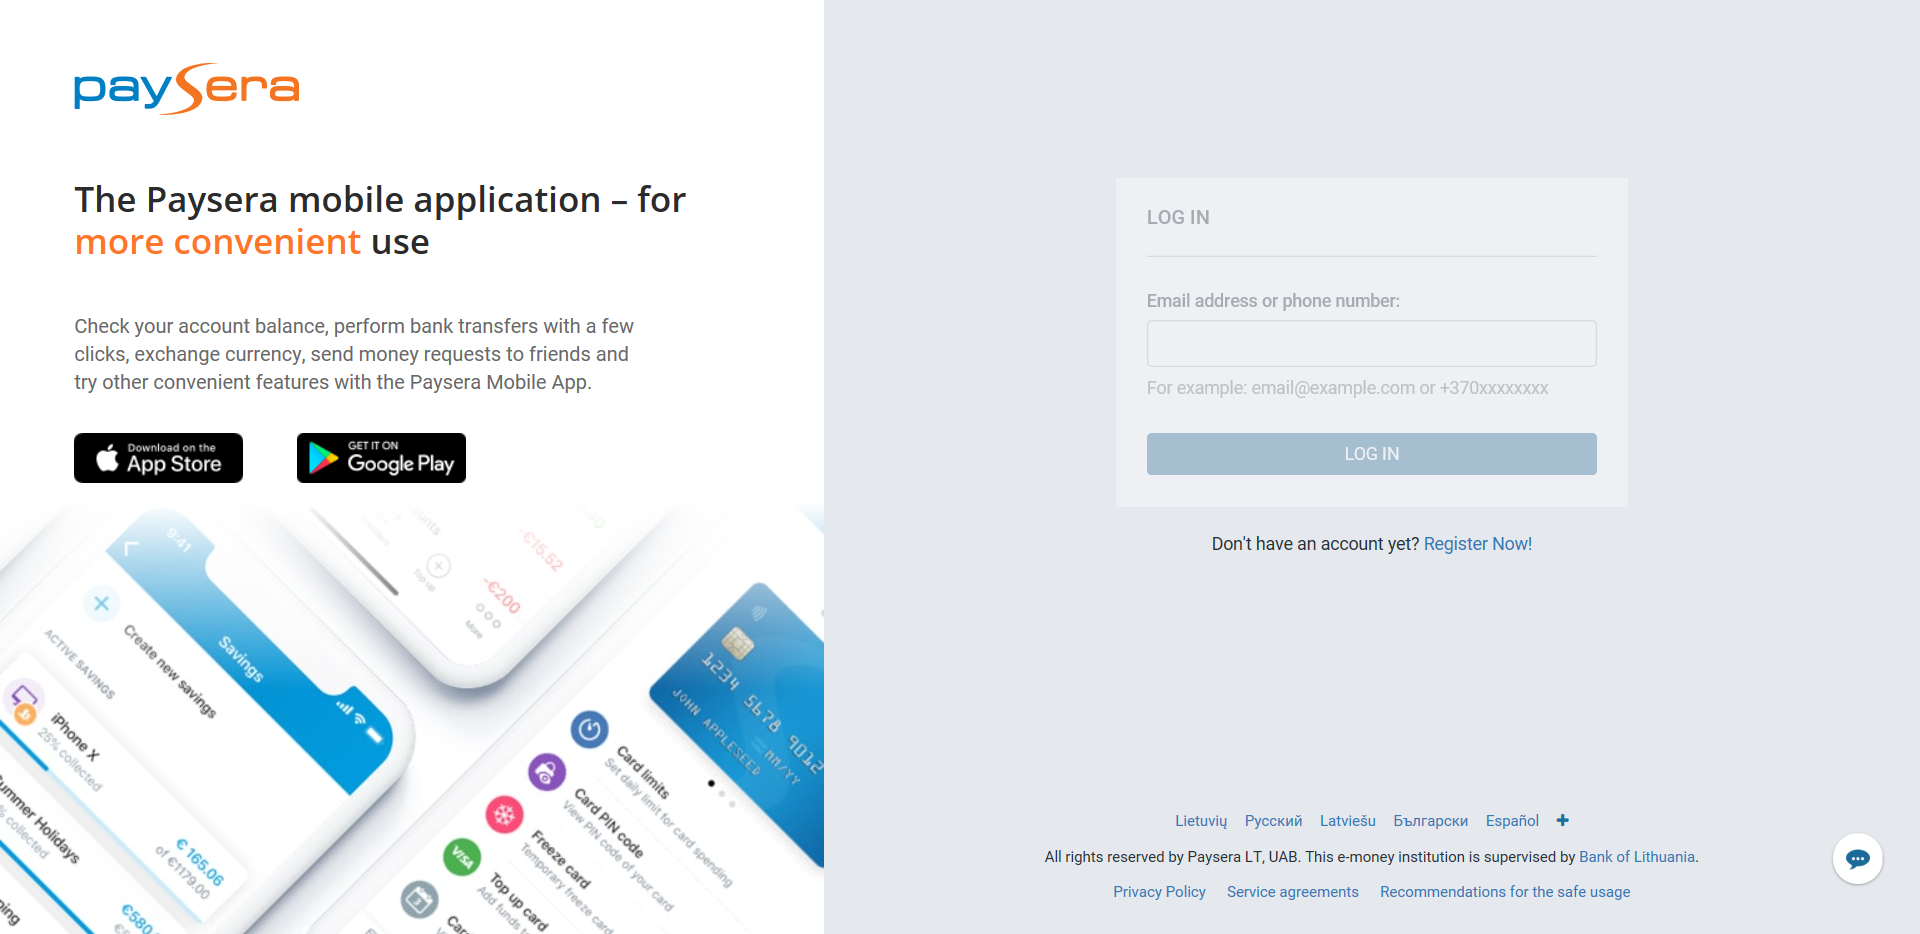 paysera
The Paysera mobile application – for
more convenient use
Check your account balance, perform bank transfers with a few
clicks, exchange currency, send money requests to friends and
try other convenient features with the Paysera Mobile App.
Download on the
App Store
GET IT ON
Google Play
9:41
Savings
Create new savings
ACTIVE SAVINGS
iPhone X
25% collected
€ 165.06
of €1179.00
ummer Holidays
% collected
€580.
ping
ounts
Top up
More
-€15.52
-€200
1234 5678 9012
MM/YY
JOHN APPLESEED
Card limits
Set daily limit for card spending
Card PIN code
View PIN code of your card
Freeze card
Temporary freeze card
VISA
Top up card
Add funds t
Car
LOG IN
Email address or phone number:
For example: email@example.com or +370xxxxxxxx
LOG IN
Don't have an account yet? Register Now!
Lietuvių Русский Latviešu Български Español
All rights reserved by Paysera LT, UAB. This e-money institution is supervised by Bank of Lithuania.
Privacy Policy Service agreements Recommendations for the safe usage